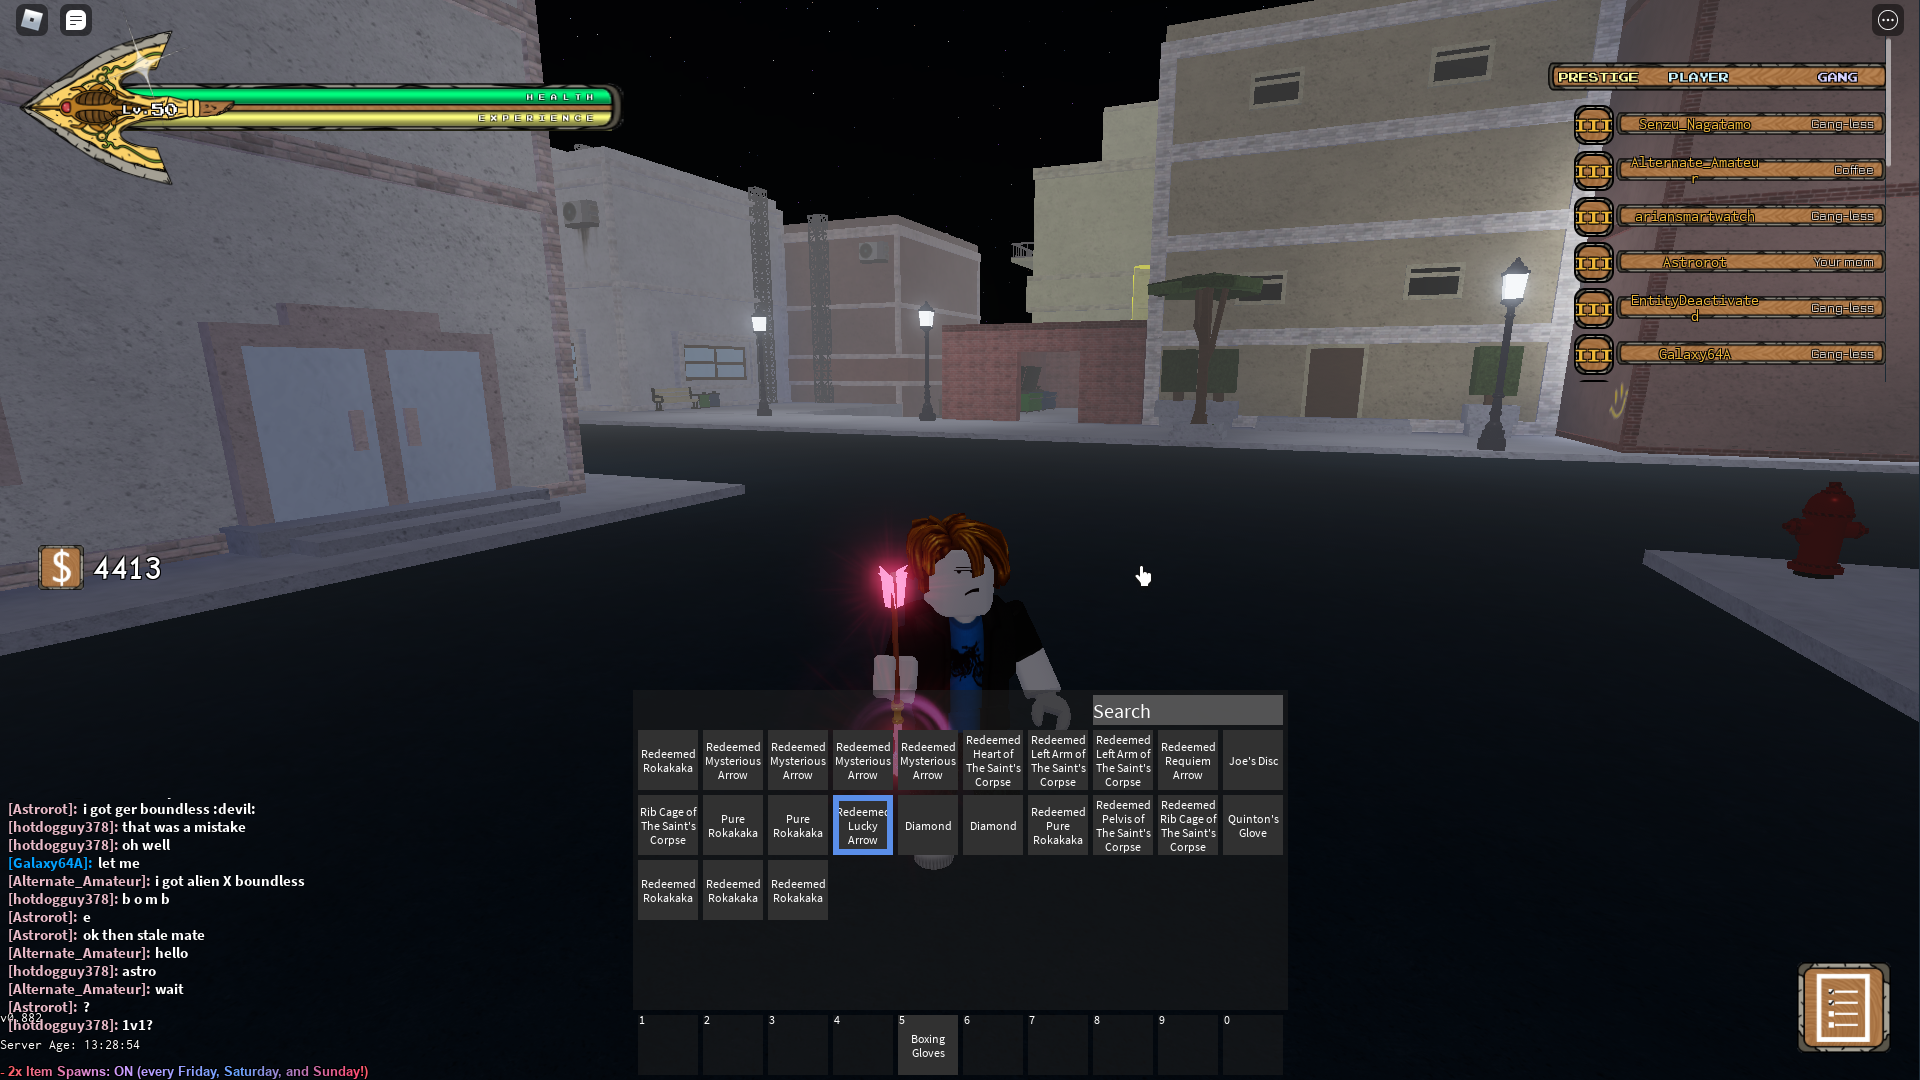 Lv.50
HEALTH
EXPERIENCE
PRESTIGE PLAYER GANG
III Senzu_Nagatamo Gang-less
III Alternate_Amateu
r Coffee
III ariansmartwatch Gang-less
III Astrorot Your mom
III EntityDeactivate
d Gang-less
III Galaxy64A Gang-less
$ 4413
Search
Redeemed
Rokakaka
Redeemed
Mysterious
Arrow
Redeemed
Mysterious
Arrow
Redeemed
Mysterious
Arrow
Redeemed
Mysterious
Arrow
Redeemed
Heart of
The Saint's
Corpse
Redeemed
Left Arm of
The Saint's
Corpse
Redeemed
Left Arm of
The Saint's
Corpse
Redeemed
Requiem
Arrow
Joe's Disc
Rib Cage of
The Saint's
Corpse
Pure
Rokakaka
Pure
Rokakaka
Redeemed
Lucky
Arrow
Diamond
Diamond
Redeemed
Pure
Rokakaka
Redeemed
Pelvis of
The Saint's
Corpse
Redeemed
Rib Cage of
The Saint's
Corpse
Quinton's
Glove
Redeemed
Rokakaka
Redeemed
Rokakaka
Redeemed
Rokakaka
1 2 3 4 5 6 7 8 9 0
Boxing
Gloves
[Astrorot]: i got ger boundless :devil:
[hotdogguy378]: that was a mistake
[hotdogguy378]: oh well
[Galaxy64A]: let me
[Alternate_Amateur]: i got alien X boundless
[hotdogguy378]: b o m b
[Astrorot]: e
[Astrorot]: ok then stale mate
[Alternate_Amateur]: hello
[hotdogguy378]: astro
[Alternate_Amateur]: wait
[Astrorot]: ?
v0.882
[hotdogguy378]: 1v1?
Server Age: 13:28:54
- 2x Item Spawns: ON (every Friday, Saturday, and Sunday!)